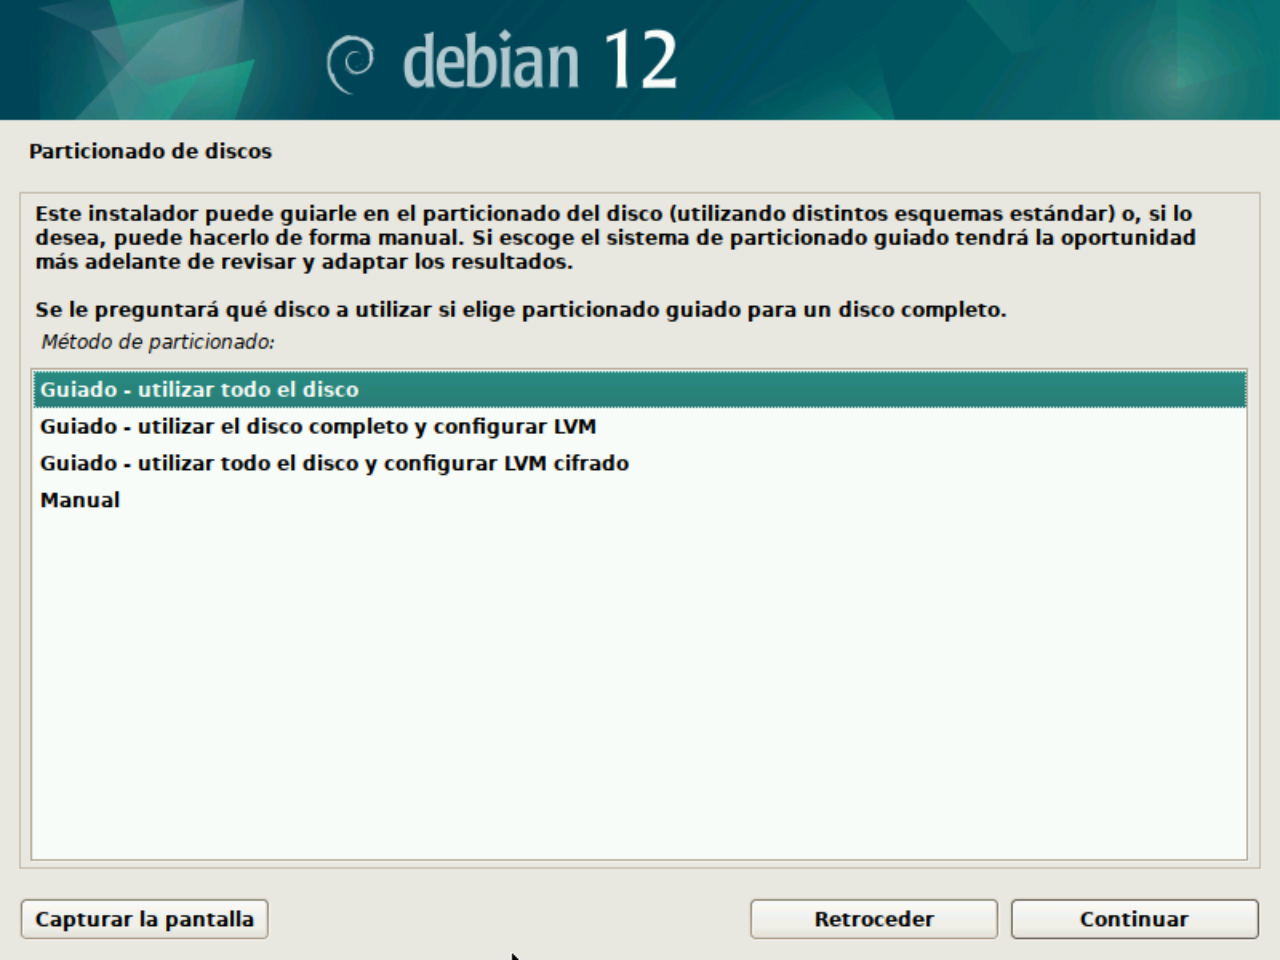 debian 12
Particionado de discos
Este instalador puede guiarle en el particionado del disco (utilizando distintos esquemas estándar) o, si lo
desea, puede hacerlo de forma manual. Si escoge el sistema de particionado guiado tendrá la oportunidad
más adelante de revisar y adaptar los resultados.
Se le preguntará qué disco a utilizar si elige particionado guiado para un disco completo.
Método de particionado:
Guiado - utilizar todo el disco
Guiado - utilizar el disco completo y configurar LVM
Guiado - utilizar todo el disco y configurar LVM cifrado
Manual
Capturar la pantalla
Retroceder
Continuar